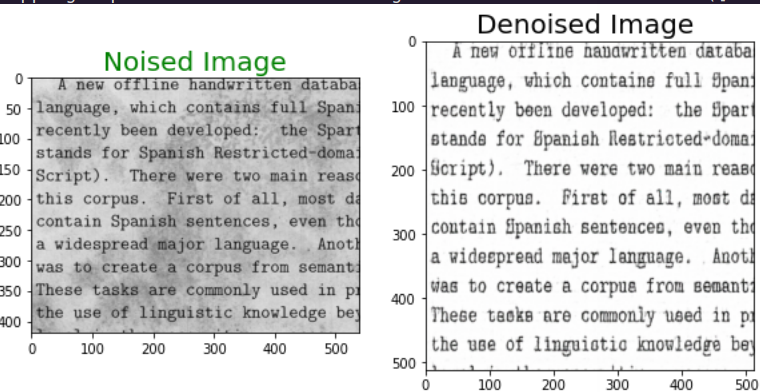 Noised Image
0
50
100
150
200
250
300
350
400
A new offline handwritten databa
language, which contains full Spani
recently been developed: the Spart
stands for Spanish Restricted-domai
Script). There were two main reaso
this corpus. First of all, most da
contain Spanish sentences, even tho
a widespread major language. Anoth
was to create a corpus from semanti
These tasks are commonly used in pr
the use of linguistic knowledge bey
0 100 200 300 400 500
Denoised Image
0
100
200
300
400
500
A new offline handwritten databa
language, which contains full Spani
recently been developed: the Spart
stands for Spanish Restricted-domai
Script). There were two main reaso
this corpus. First of all, most da
contain Spanish sentences, even tho
a widespread major language. Anoth
was to create a corpus from semanti
These tasks are commonly used in pr
the use of linguistic knowledge bey
0 100 200 300 400 500